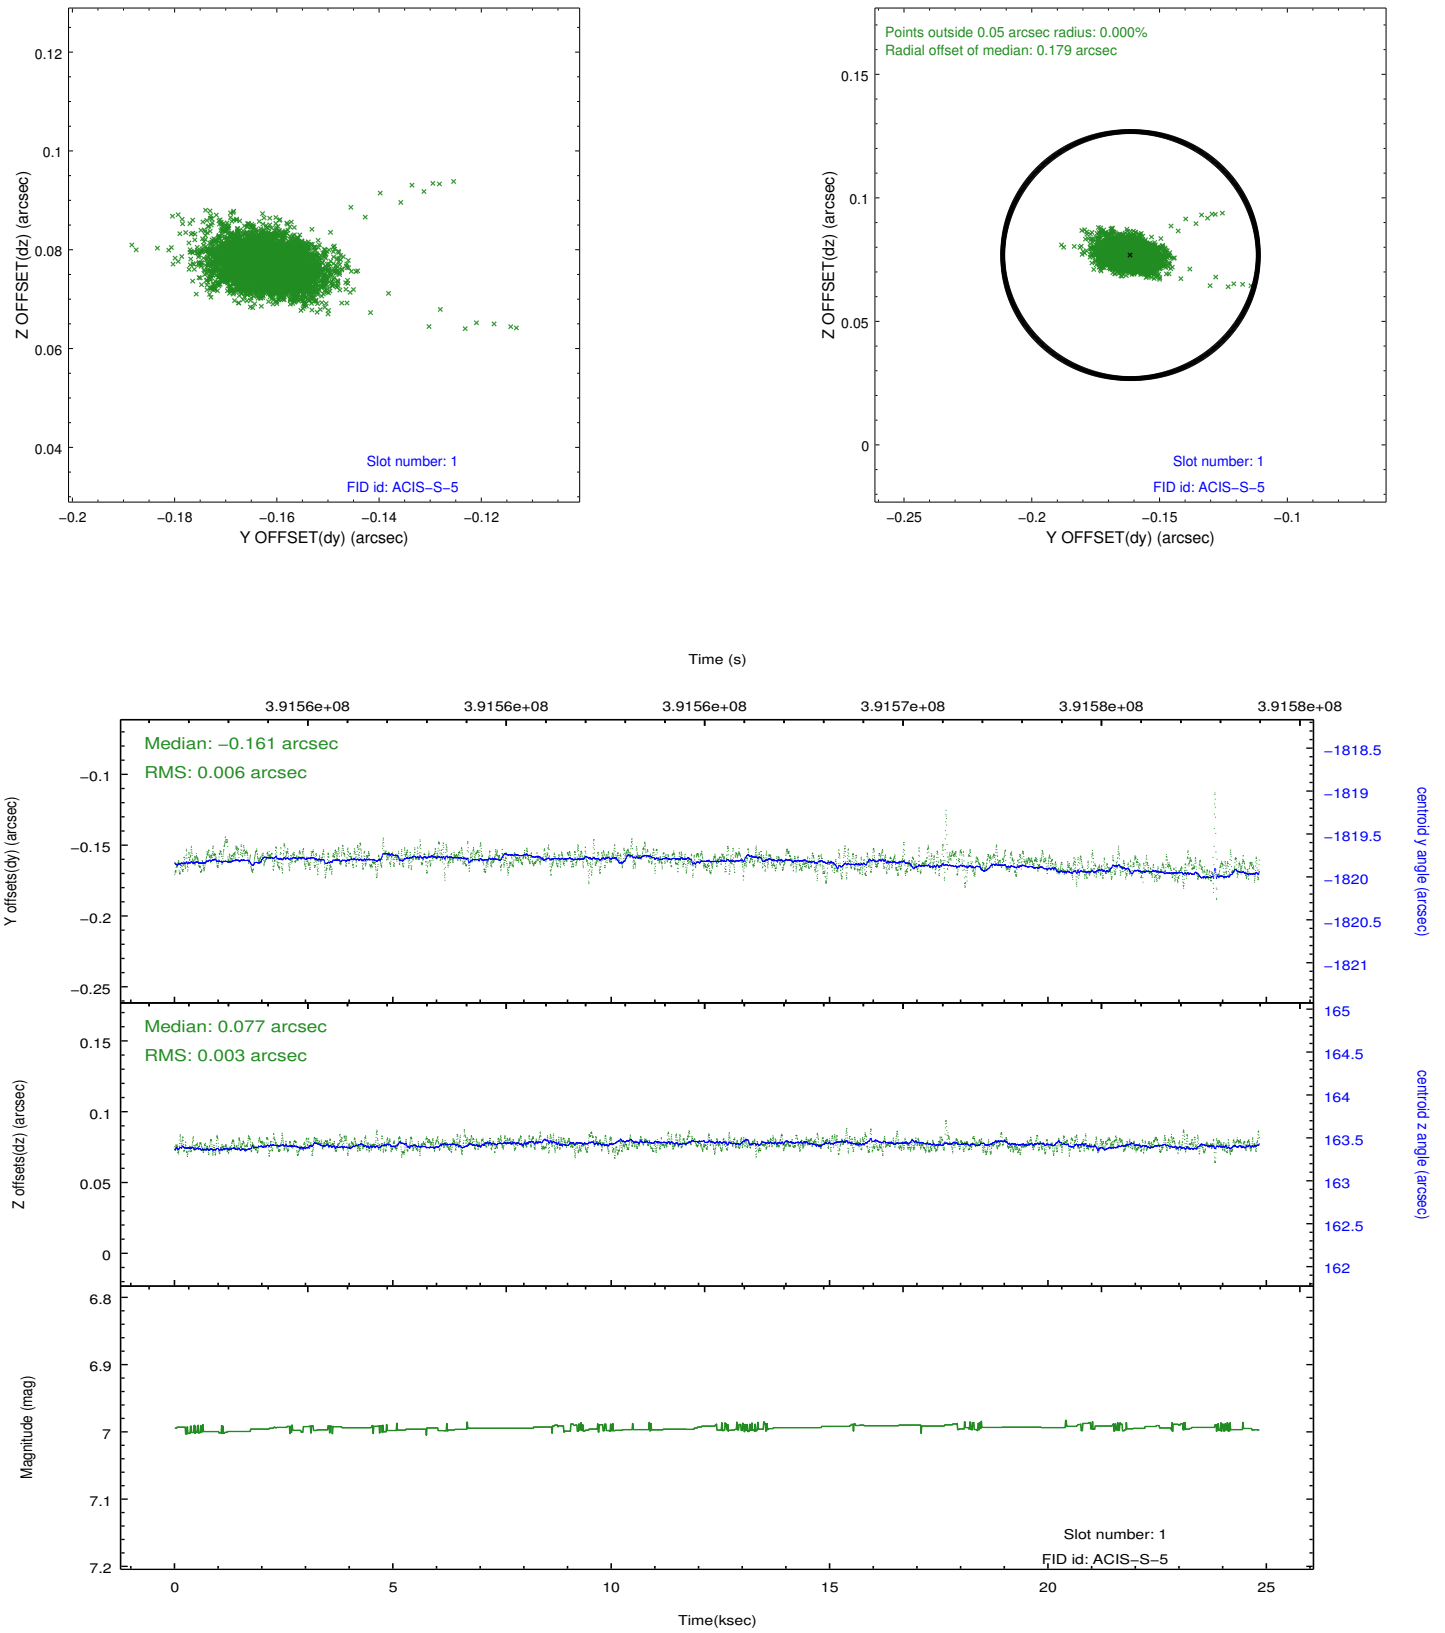 0.12
0.1
0.08
0.06
0.04
Z OFFSET(dz) (arcsec)
Slot number: 1
FID id: ACIS−S−5
−0.2
−0.18
−0.16
−0.14
−0.12
Y OFFSET(dy) (arcsec)
Points outside 0.05 arcsec radius: 0.000%
Radial offset of median: 0.179 arcsec
0.15
0.1
0.05
0
Z OFFSET(dz) (arcsec)
Slot number: 1
FID id: ACIS−S−5
−0.25
−0.2
−0.15
−0.1
Y OFFSET(dy) (arcsec)
Time (s)
3.9156e+08
3.9156e+08
3.9156e+08
3.9157e+08
3.9158e+08
3.9158e+08
Median: −0.161 arcsec
RMS: 0.006 arcsec
−0.1
−0.15
−0.2
−0.25
Y offsets(dy) (arcsec)
−1818.5
−1819
−1819.5
−1820
−1820.5
−1821
centroid y angle (arcsec)
Median: 0.077 arcsec
RMS: 0.003 arcsec
0.15
0.1
0.05
0
Z offsets(dz) (arcsec)
165
164.5
164
163.5
163
162.5
162
centroid z angle (arcsec)
6.8
6.9
7
7.1
7.2
Magnitude (mag)
Slot number: 1
FID id: ACIS−S−5
0
5
10
15
20
25
Time(ksec)